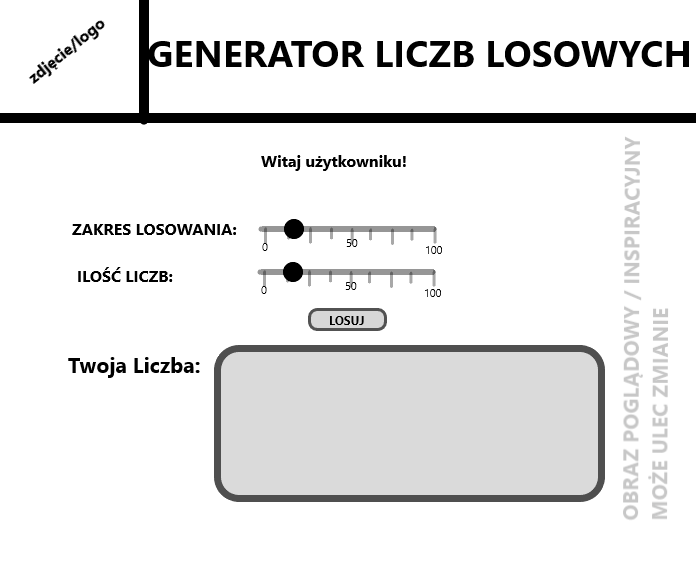 zdjęcie/logo
GENERATOR LICZB LOSOWYCH
Witaj użytkowniku!
ZAKRES LOSOWANIA:
0 50 100
ILOŚĆ LICZB:
0 50 100
LOSUJ
Twoja Liczba:
OBRAZ POGLĄDOWY / INSPIRACYJNY
MOŻE ULEC ZMIANIE